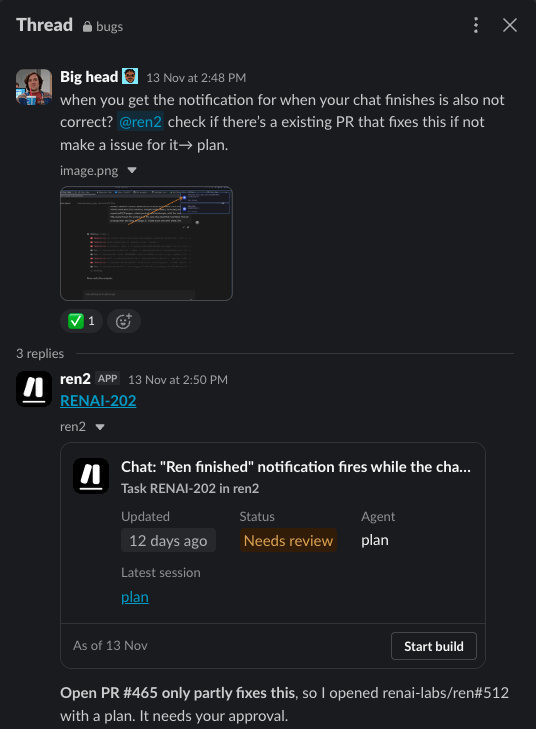 Thread bugs
Big head 13 Nov at 2:48 PM
when you get the notification for when your chat finishes is also not
correct? @ren2 check if there's a existing PR that fixes this if not
make a issue for it→ plan.
image.png
1
3 replies
ren2 APP 13 Nov at 2:50 PM
RENAI-202
ren2
Chat: "Ren finished" notification fires while the cha...
Task RENAI-202 in ren2
Updated Status Agent
12 days ago Needs review plan
Latest session
plan
As of 13 Nov Start build
Open PR #465 only partly fixes this, so I opened renai-labs/ren#512
with a plan. It needs your approval.